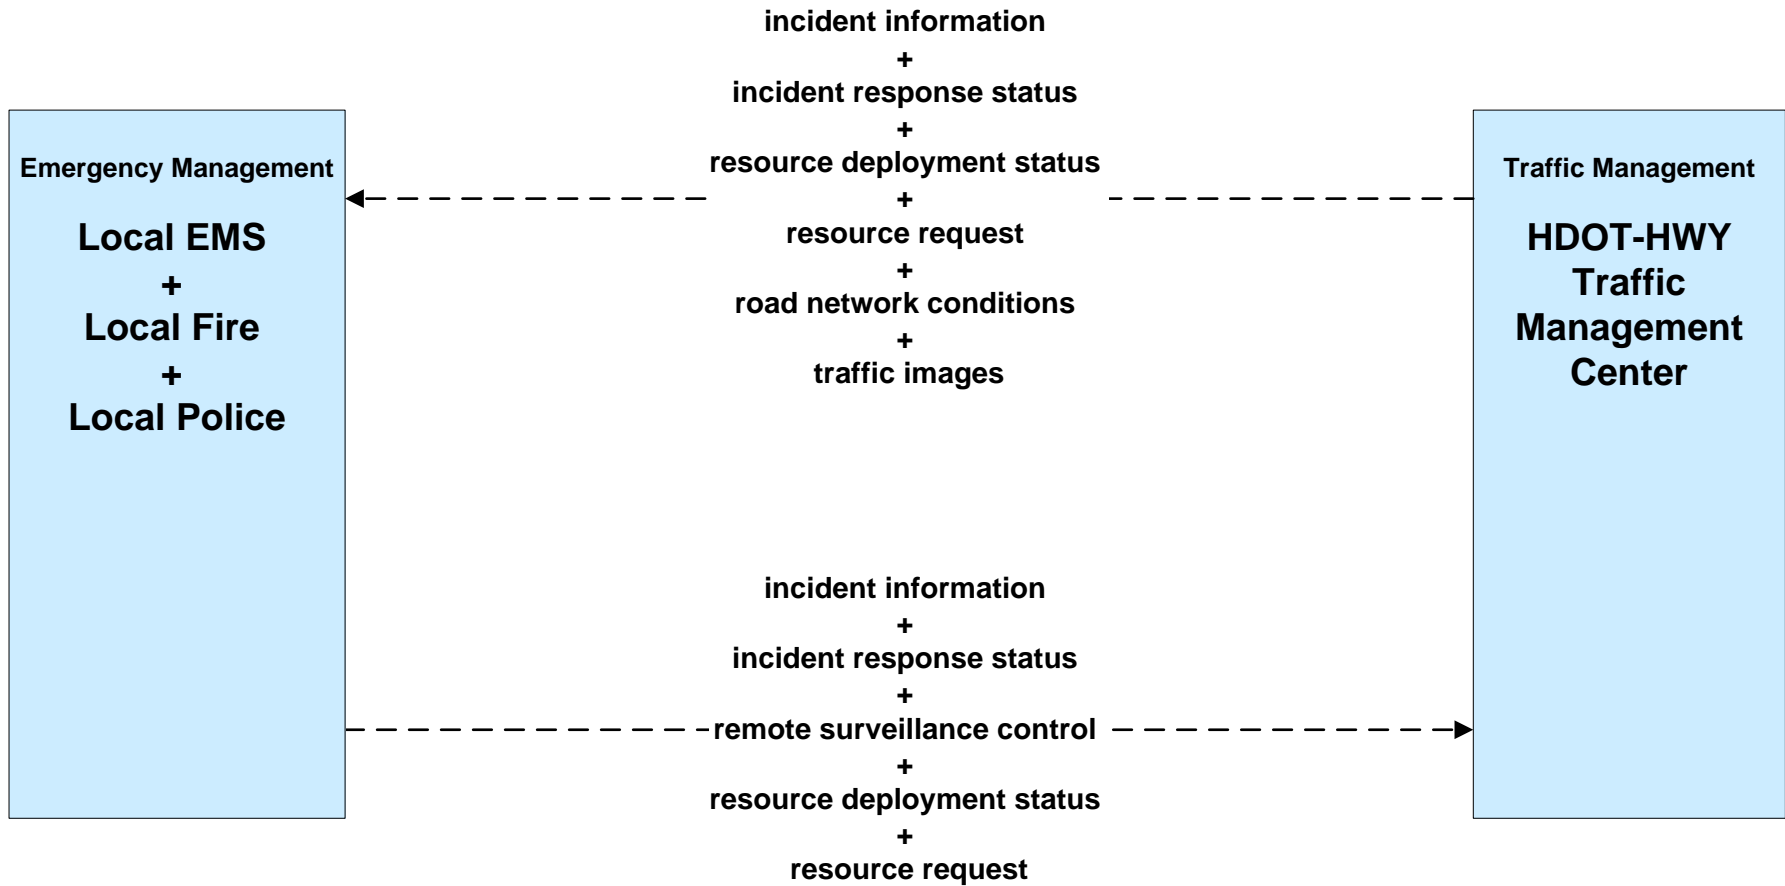 incident information
+
incident response status
+
resource deployment status
+
resource request
+
road network conditions
+
traffic images
Emergency Management
Local EMS
+
Local Fire
+
Local Police
Traffic Management
HDOT-HWY
Traffic
Management
Center
incident information
+
incident response status
+
remote surveillance control
+
resource deployment status
+
resource request